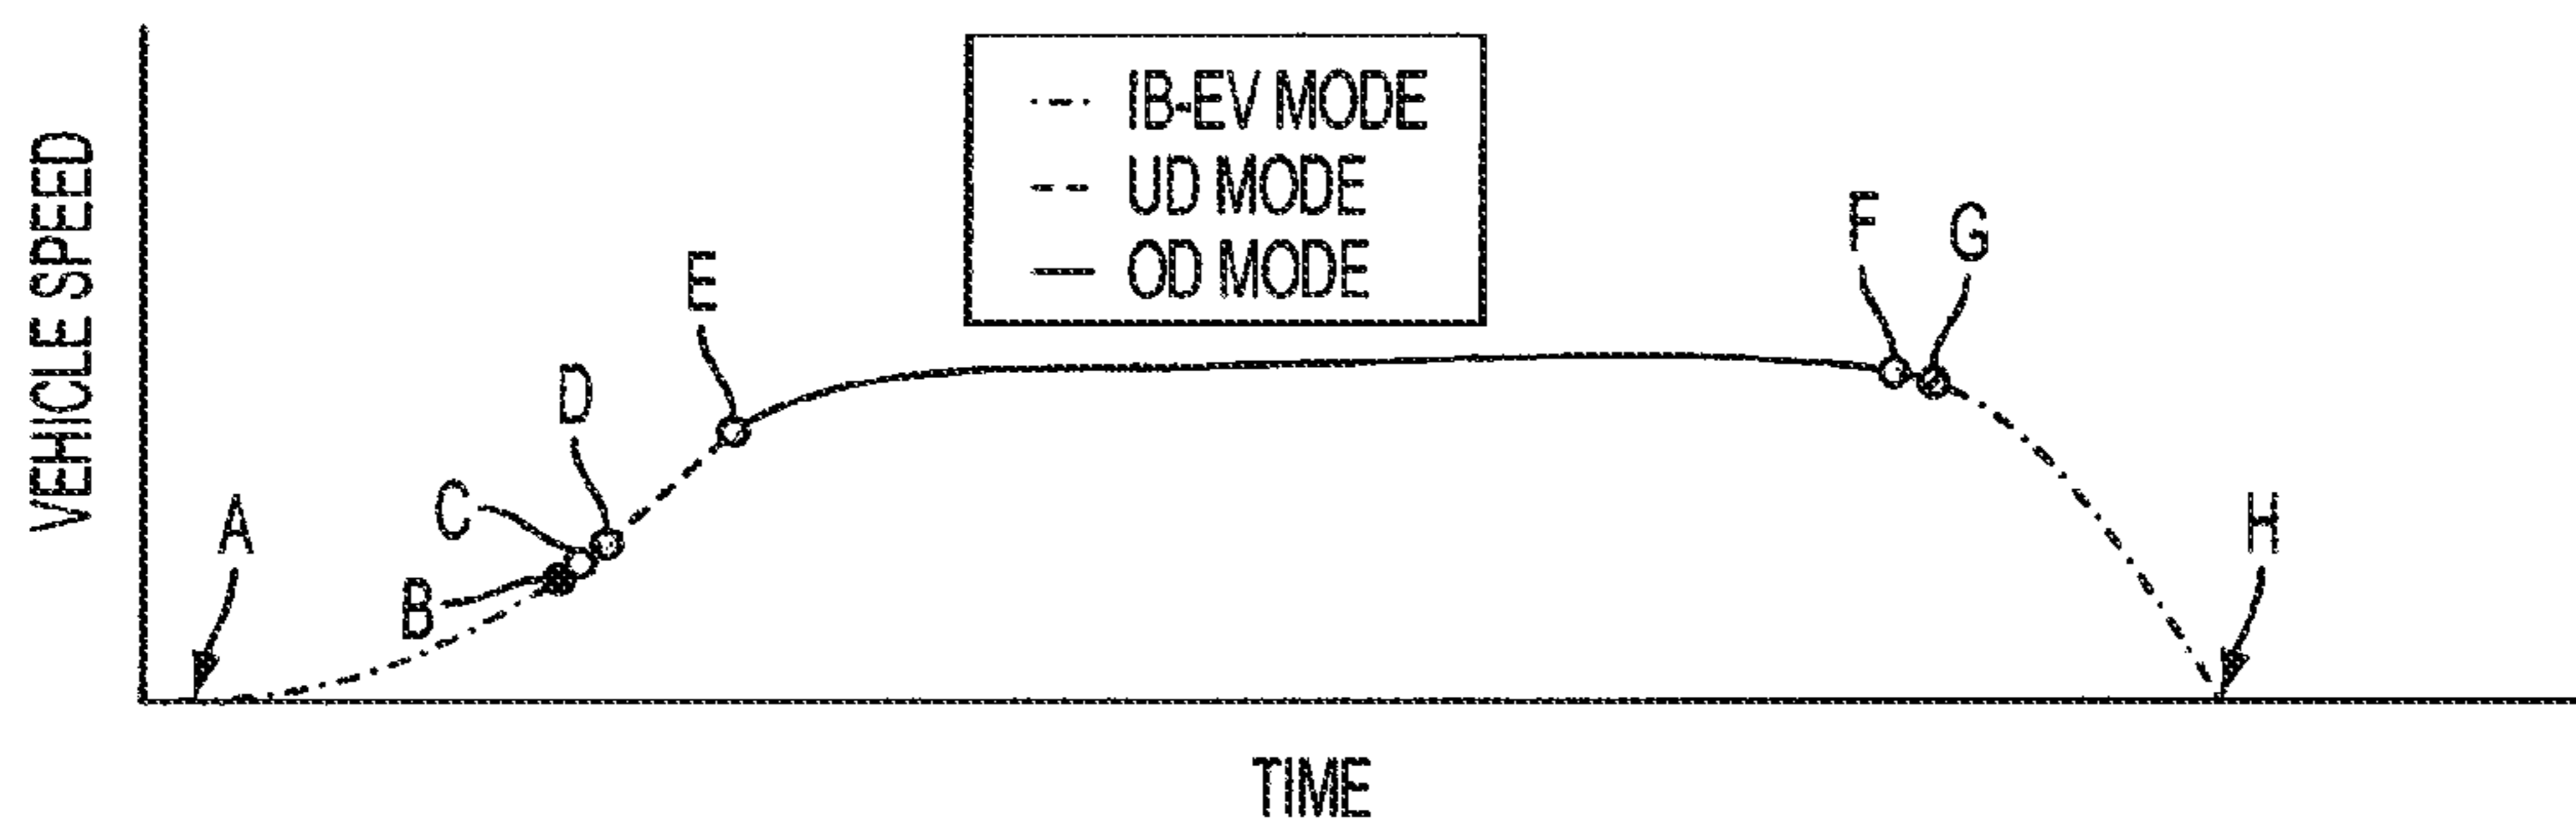 VEHICLE SPEED
IB-EV MODE
UD MODE
OD MODE
A
B
C
D
E
F
G
H
TIME